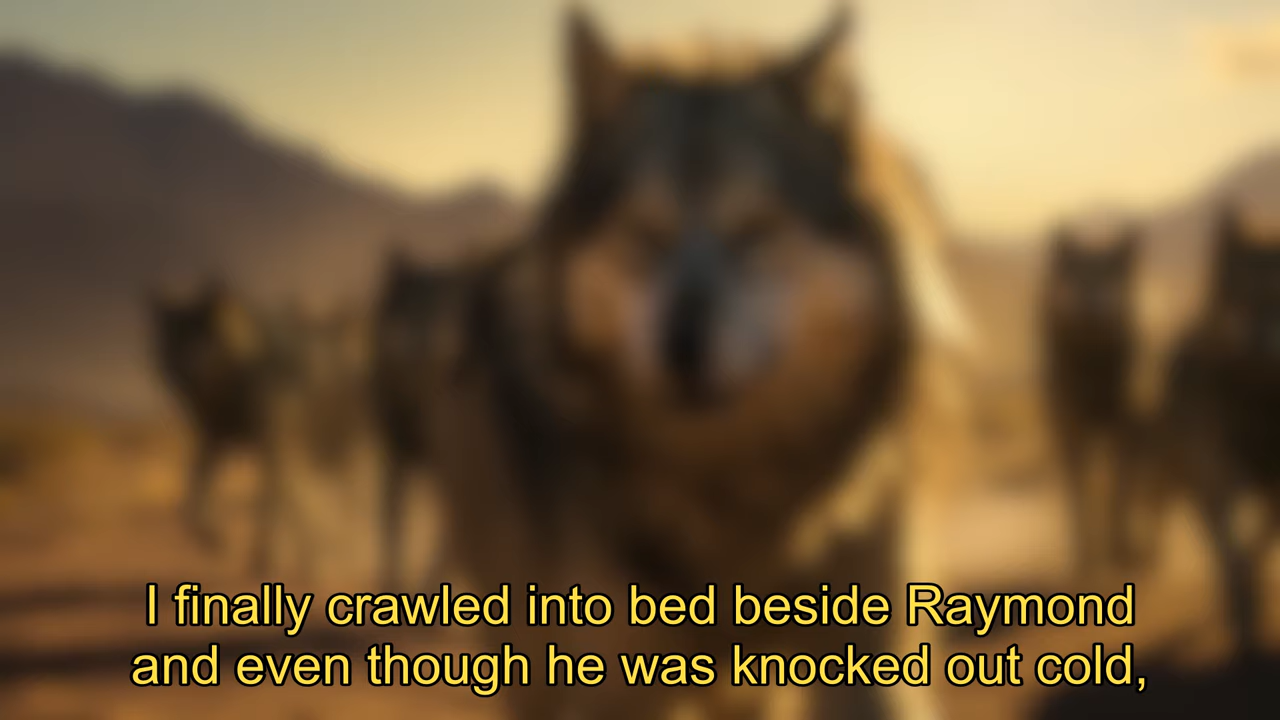 I finally crawled into bed beside Raymond
and even though he was knocked out cold,